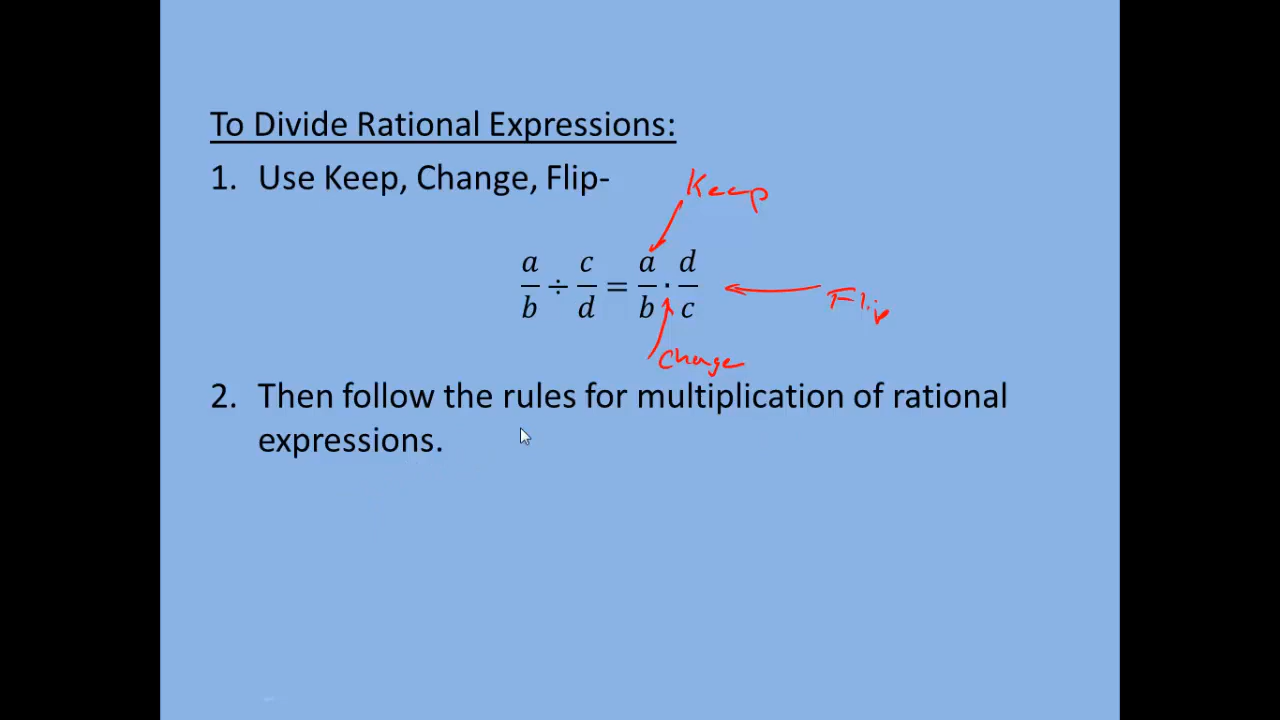 To Divide Rational Expressions:
1. Use Keep, Change, Flip-
Keep
a/b ÷ c/d = a/b · d/c
Flip
Change
2. Then follow the rules for multiplication of rational
expressions.